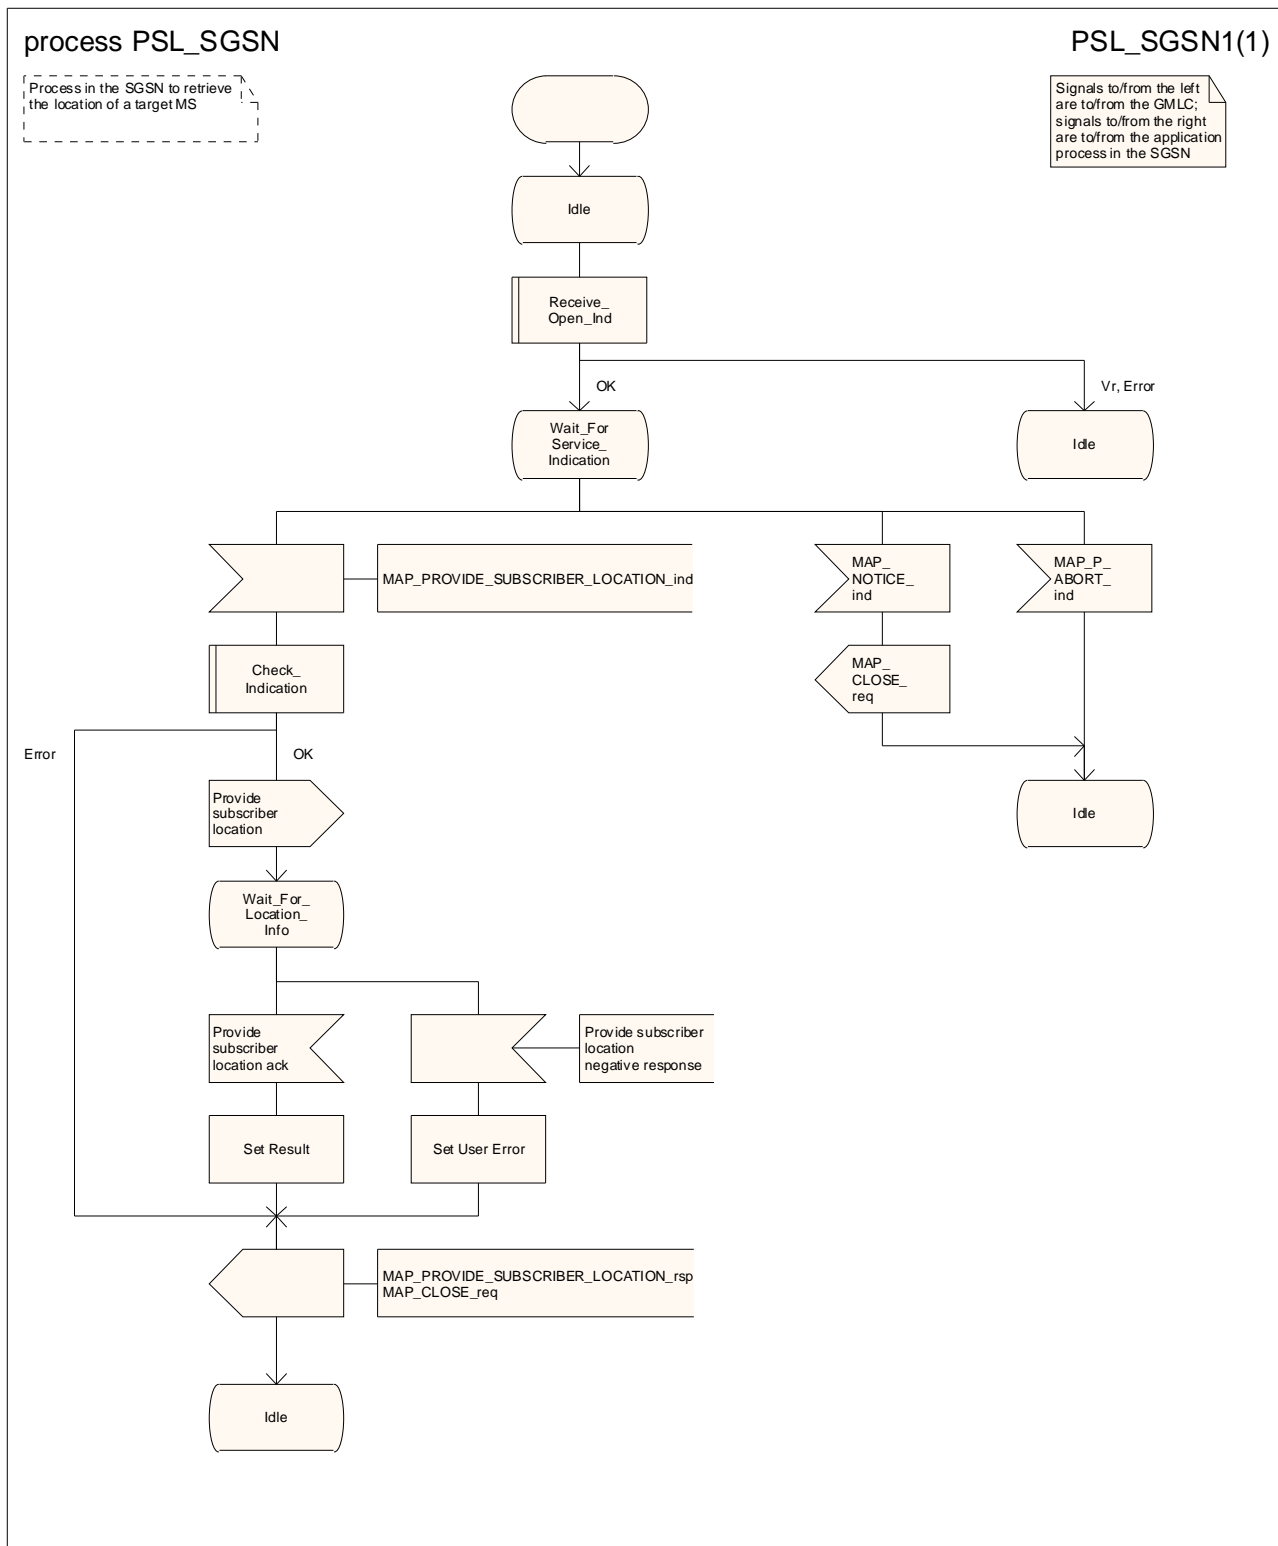 process PSL_SGSN
PSL_SGSN1(1)
Process in the SGSN to retrieve
the location of a target MS
Signals to/from the left
are to/from the GMLC;
signals to/from the right
are to/from the application
process in the SGSN
Idle
Receive_
Open_Ind
OK
Vr, Error
Wait_For
Service_
Indication
Idle
MAP_PROVIDE_SUBSCRIBER_LOCATION_ind
MAP_
NOTICE_
ind
MAP_P_
ABORT_
ind
Check_
Indication
MAP_
CLOSE_
req
Error
OK
Provide
subscriber
location
Idle
Wait_For_
Location_
Info
Provide
subscriber
location ack
Provide subscriber
location
negative response
Set Result
Set User Error
MAP_PROVIDE_SUBSCRIBER_LOCATION_rsp
MAP_CLOSE_req
Idle